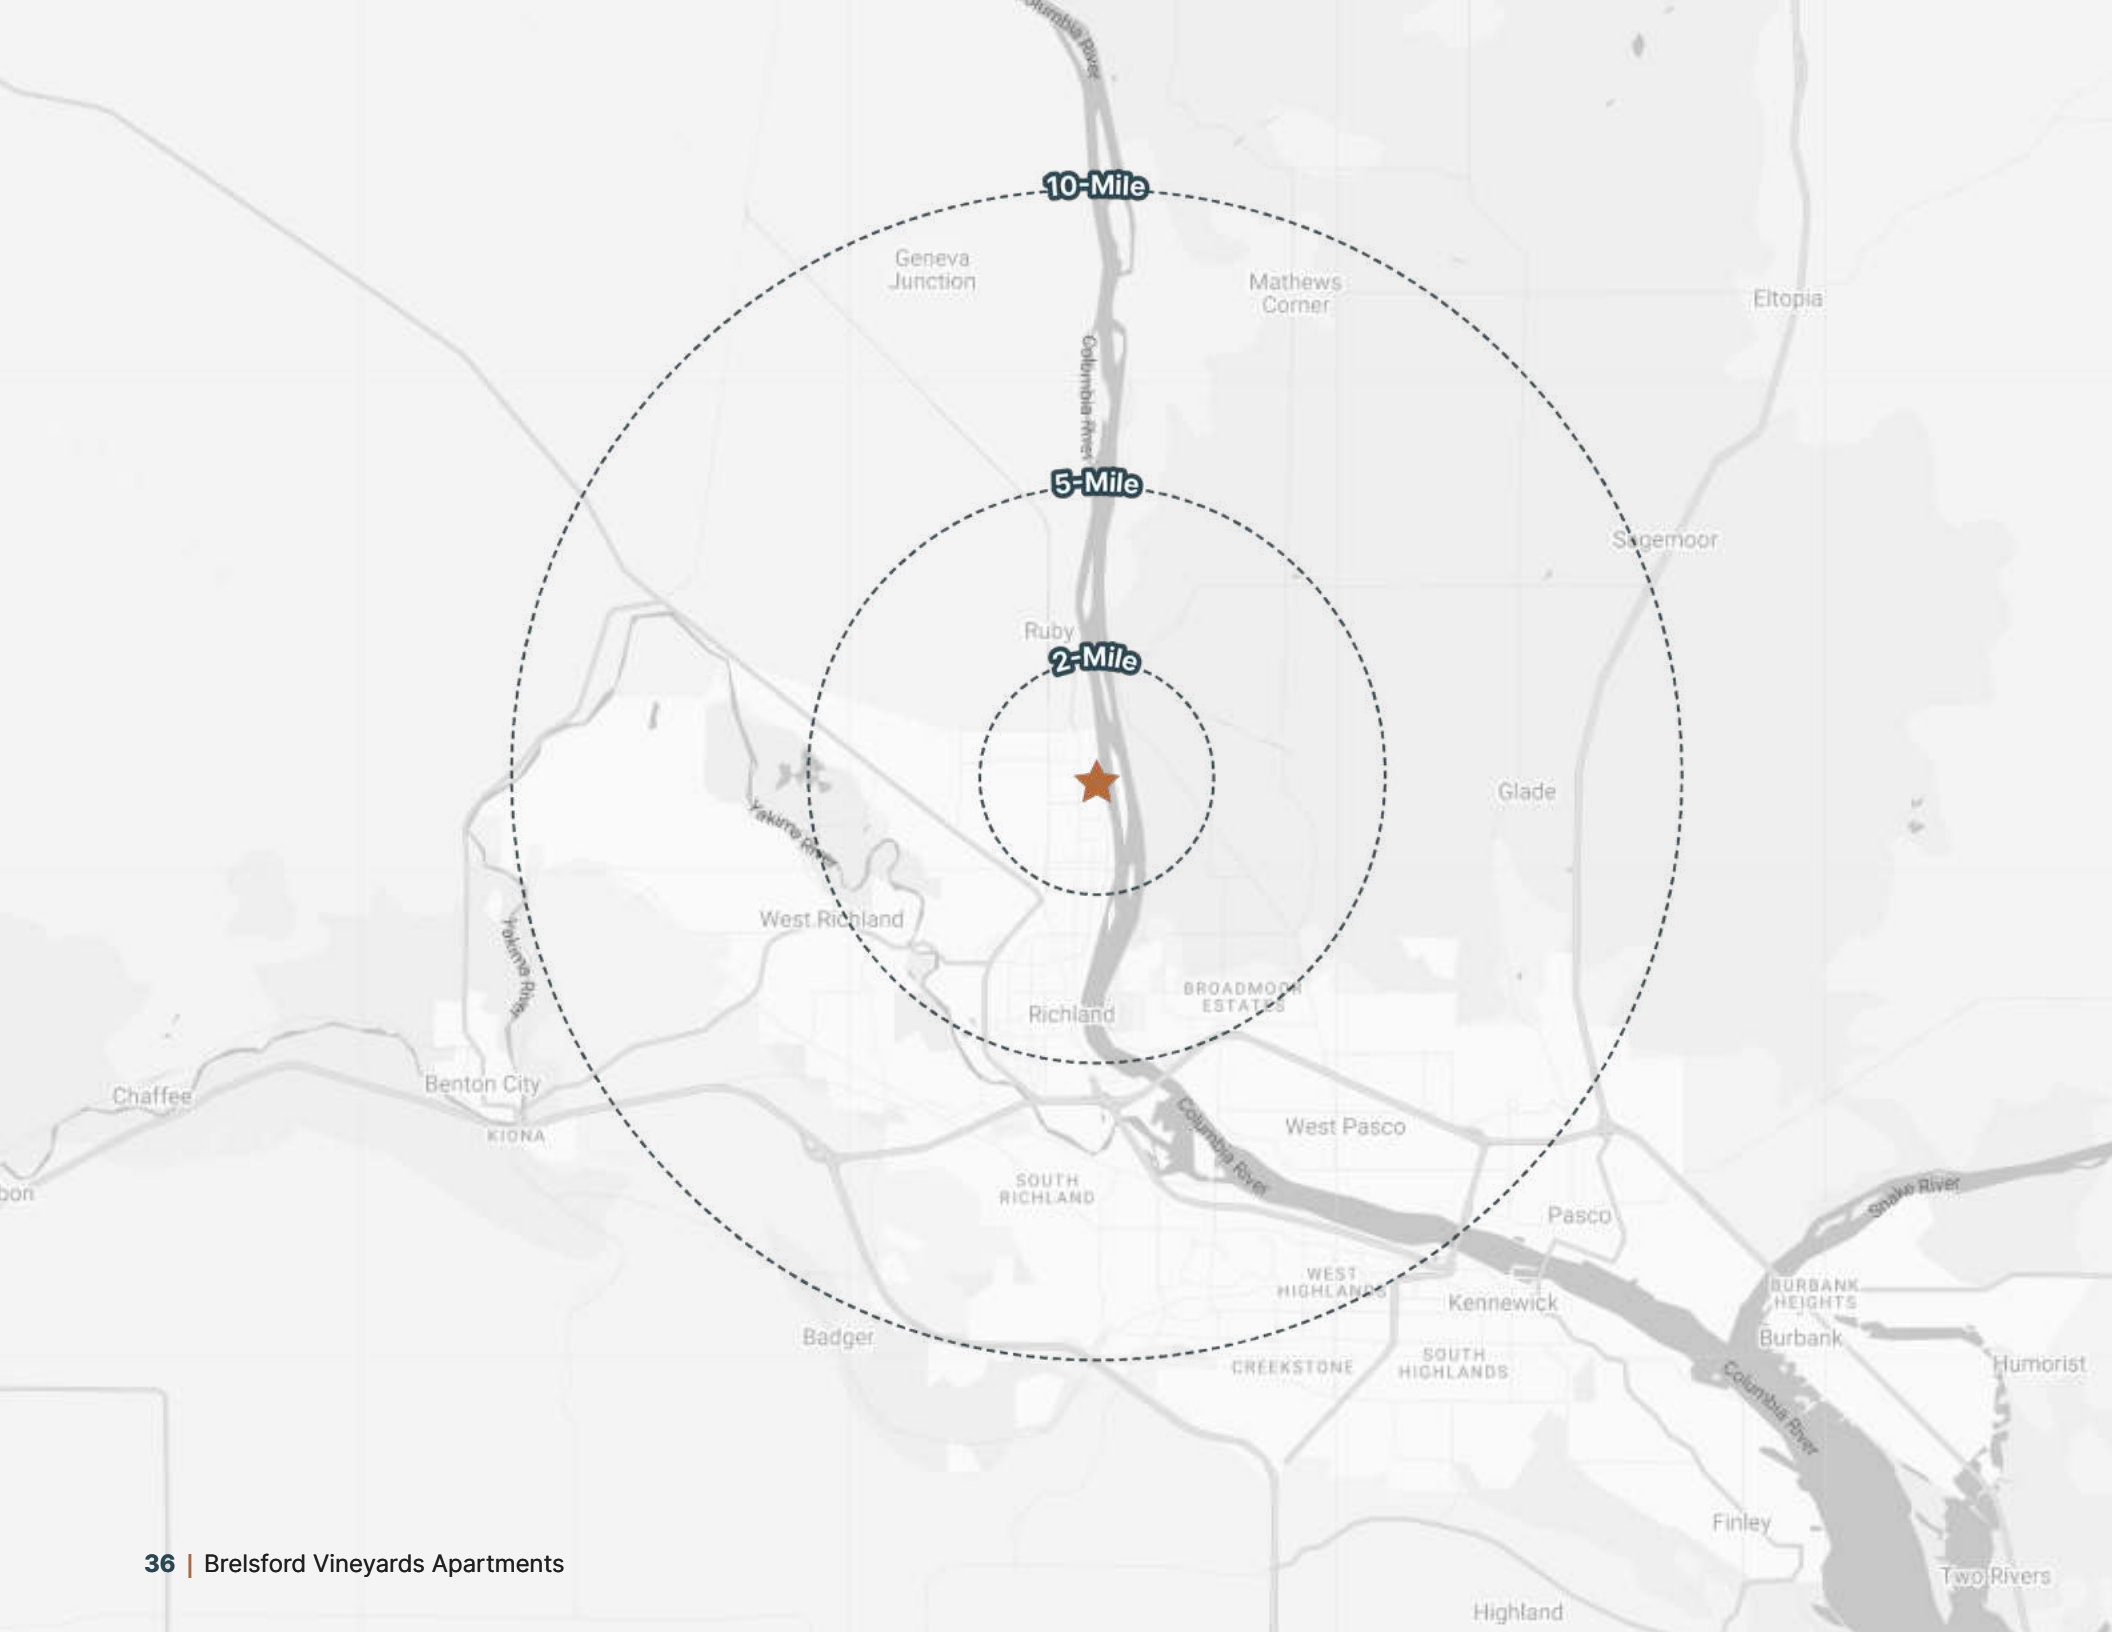 Columbia River
10-Mile
Geneva
Junction
Mathews
Corner
Eltopia
Columbia River
5-Mile
Sagemoor
Ruby
2-Mile
Glade
Yakima River
West Richland
Yakima River
BROADMOOR
ESTATES
Richland
Benton City
Chaffee
KIONA
Columbia River
West Pasco
SOUTH
RICHLAND
Snake River
Pasco
WEST
HIGHLANDS
BURBANK
HEIGHTS
Kennewick
Badger
Burbank
CREEKSTONE
SOUTH
HIGHLANDS
Humorist
Columbia River
Finley
36 | Brelsford Vineyards Apartments
Two Rivers
Highland